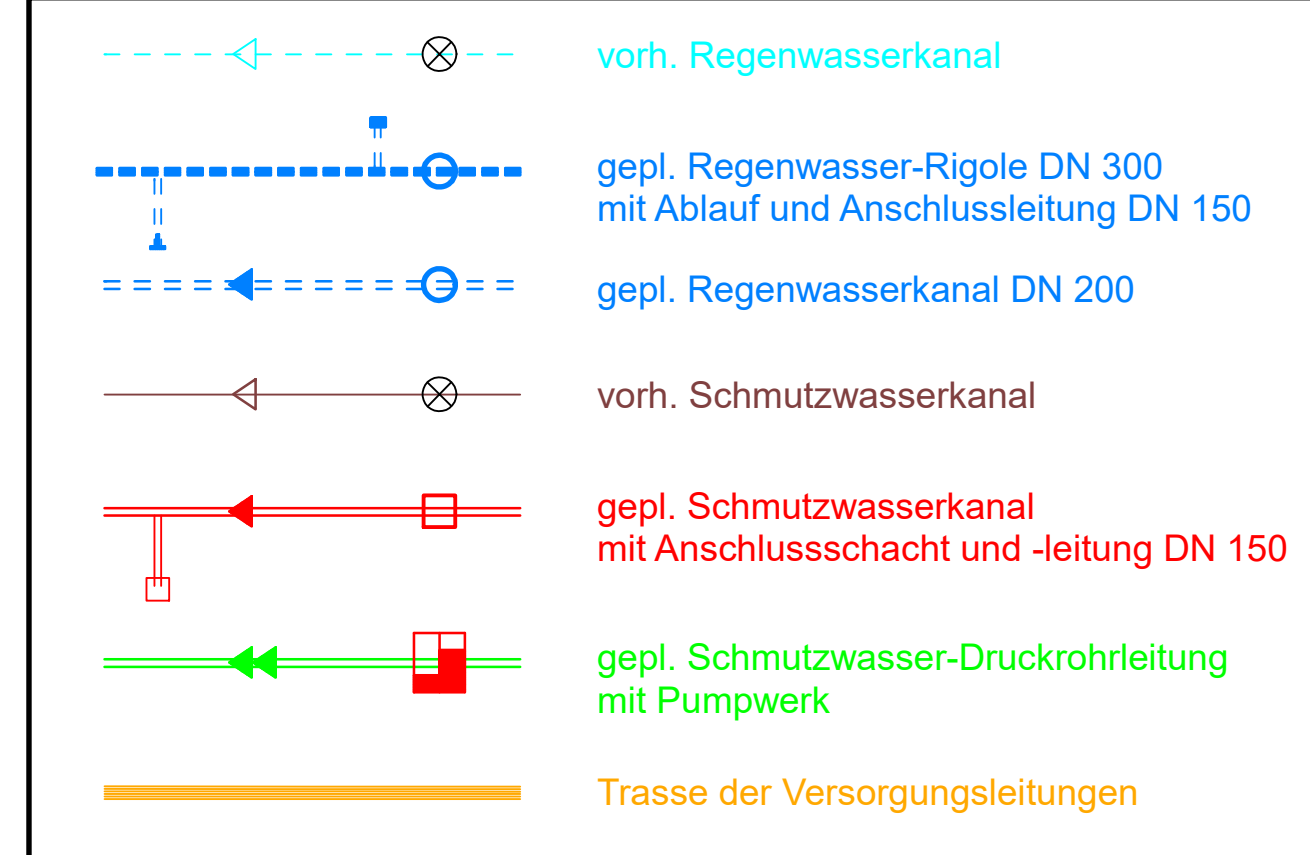 vorh. Regenwasserkanal
gepl. Regenwasser-Rigole DN 300
mit Ablauf und Anschlussleitung DN 150
gepl. Regenwasserkanal DN 200
vorh. Schmutzwasserkanal
gepl. Schmutzwasserkanal
mit Anschlussschacht und -leitung DN 150
gepl. Schmutzwasser-Druckrohrleitung
mit Pumpwerk
Trasse der Versorgungsleitungen